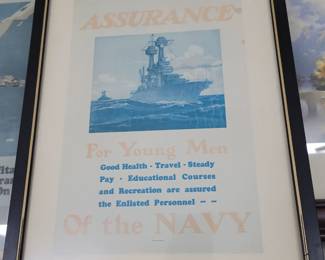 ASSURANCE
For Young Men
Good Health - Travel - Steady
Pay - Educational Courses
and Recreation are assured
the Enlisted Personnel - -
Of the NAVY